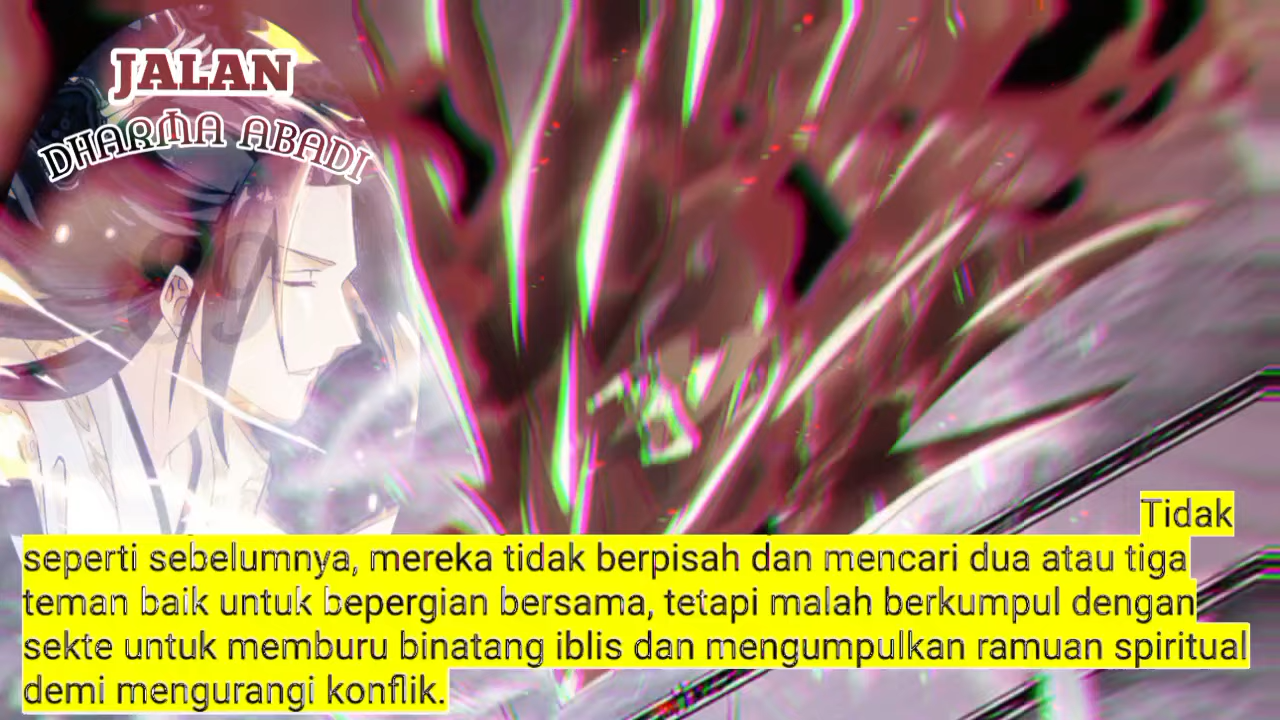 JALAN
DHARMA ABADI
Tidak
seperti sebelumnya, mereka tidak berpisah dan mencari dua atau tiga
teman baik untuk bepergian bersama, tetapi malah berkumpul dengan
sekte untuk memburu binatang iblis dan mengumpulkan ramuan spiritual
demi mengurangi konflik.